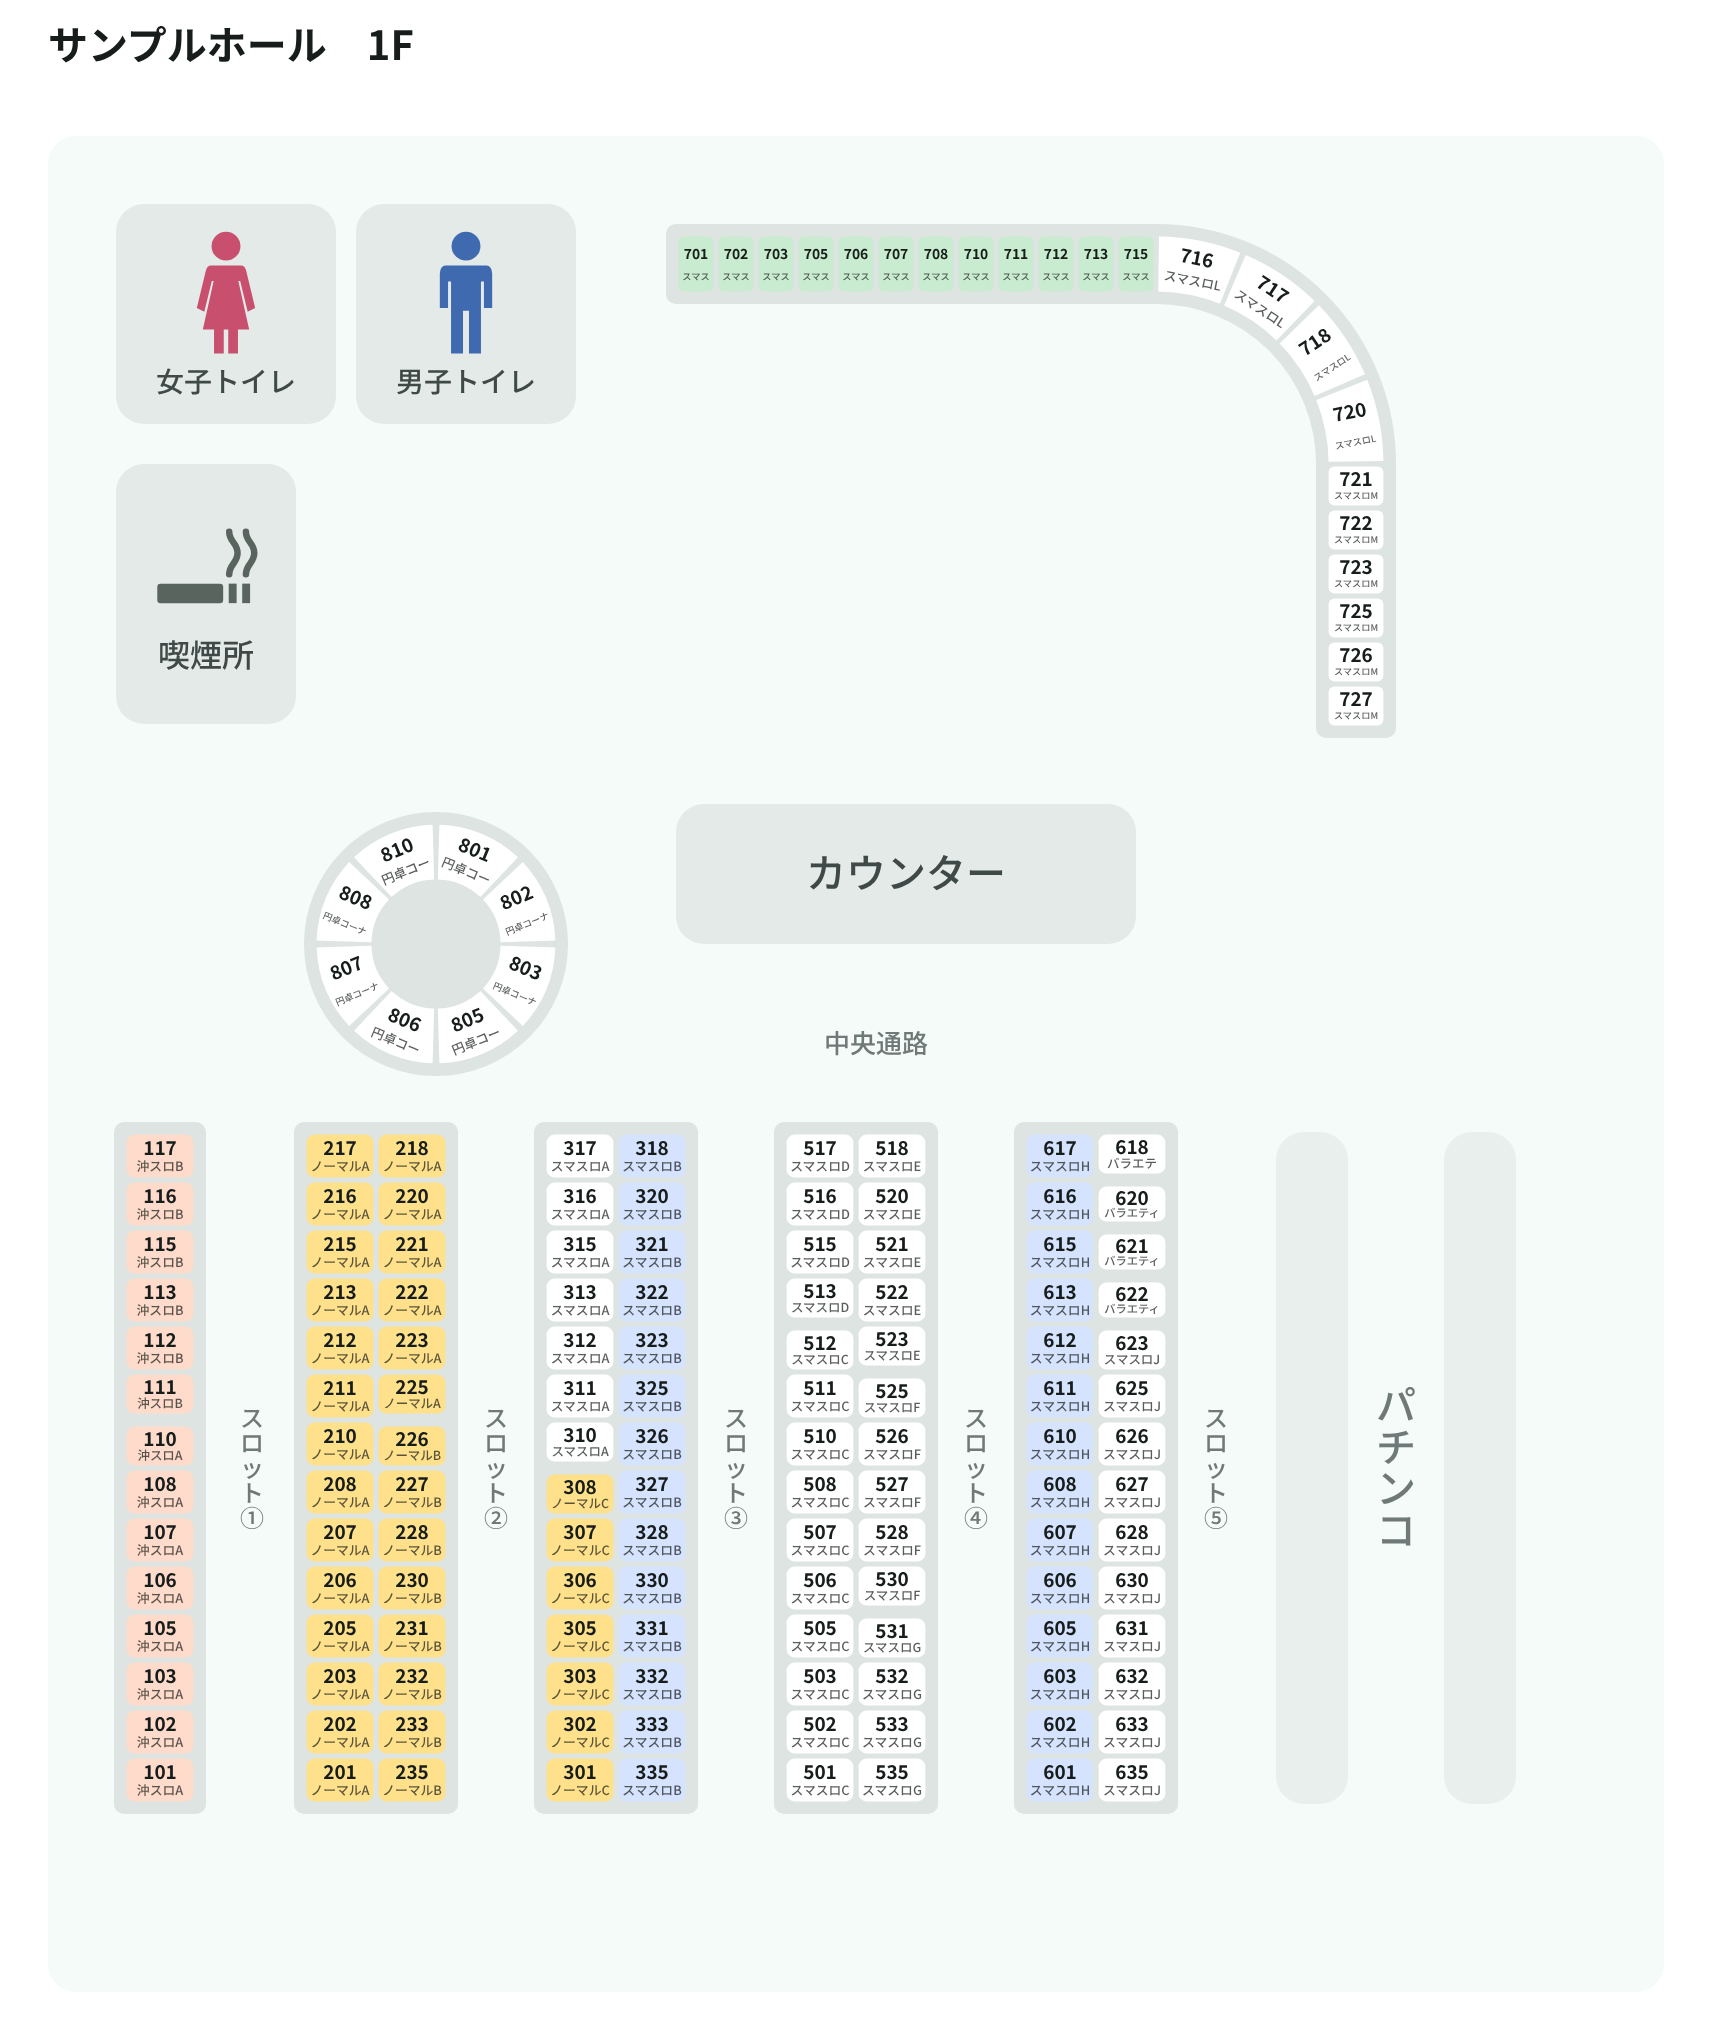 サンプルホール　1F
女子トイレ
男子トイレ
喫煙所
701 702 703 705 706 707 708 710 711 712 713 715
スマス スマス スマス スマス スマス スマス スマス スマス スマス スマス スマス スマス
716
スマスロL
717
スマスロL
718
スマスロL
720
スマスロL
721
スマスロM
722
スマスロM
723
スマスロM
725
スマスロM
726
スマスロM
727
スマスロM
カウンター
801
円卓コー
802
円卓コーナ
803
円卓コーナ
805
円卓コー
806
円卓コー
807
円卓コーナ
808
円卓コーナ
810
円卓コー
中央通路
117
沖スロB
116
沖スロB
115
沖スロB
113
沖スロB
112
沖スロB
111
沖スロB
110
沖スロA
108
沖スロA
107
沖スロA
106
沖スロA
105
沖スロA
103
沖スロA
102
沖スロA
101
沖スロA
スロット①
217 218
ノーマルA ノーマルA
216 220
ノーマルA ノーマルA
215 221
ノーマルA ノーマルA
213 222
ノーマルA ノーマルA
212 223
ノーマルA ノーマルA
211 225
ノーマルA ノーマルA
210 226
ノーマルA ノーマルB
208 227
ノーマルA ノーマルB
207 228
ノーマルA ノーマルB
206 230
ノーマルA ノーマルB
205 231
ノーマルA ノーマルB
203 232
ノーマルA ノーマルB
202 233
ノーマルA ノーマルB
201 235
ノーマルA ノーマルB
スロット②
317 318
スマスロA スマスロB
316 320
スマスロA スマスロB
315 321
スマスロA スマスロB
313 322
スマスロA スマスロB
312 323
スマスロA スマスロB
311 325
スマスロA スマスロB
310 326
スマスロA スマスロB
308 327
ノーマルC スマスロB
307 328
ノーマルC スマスロB
306 330
ノーマルC スマスロB
305 331
ノーマルC スマスロB
303 332
ノーマルC スマスロB
302 333
ノーマルC スマスロB
301 335
ノーマルC スマスロB
スロット③
517 518
スマスロD スマスロE
516 520
スマスロD スマスロE
515 521
スマスロD スマスロE
513 522
スマスロD スマスロE
512 523
スマスロC スマスロE
511 525
スマスロC スマスロF
510 526
スマスロC スマスロF
508 527
スマスロC スマスロF
507 528
スマスロC スマスロF
506 530
スマスロC スマスロF
505 531
スマスロC スマスロG
503 532
スマスロC スマスロG
502 533
スマスロC スマスロG
501 535
スマスロC スマスロG
スロット④
617 618
スマスロH バラエテ
616 620
スマスロH バラエティ
615 621
スマスロH バラエティ
613 622
スマスロH バラエティ
612 623
スマスロH スマスロJ
611 625
スマスロH スマスロJ
610 626
スマスロH スマスロJ
608 627
スマスロH スマスロJ
607 628
スマスロH スマスロJ
606 630
スマスロH スマスロJ
605 631
スマスロH スマスロJ
603 632
スマスロH スマスロJ
602 633
スマスロH スマスロJ
601 635
スマスロH スマスロJ
スロット⑤
パチンコ